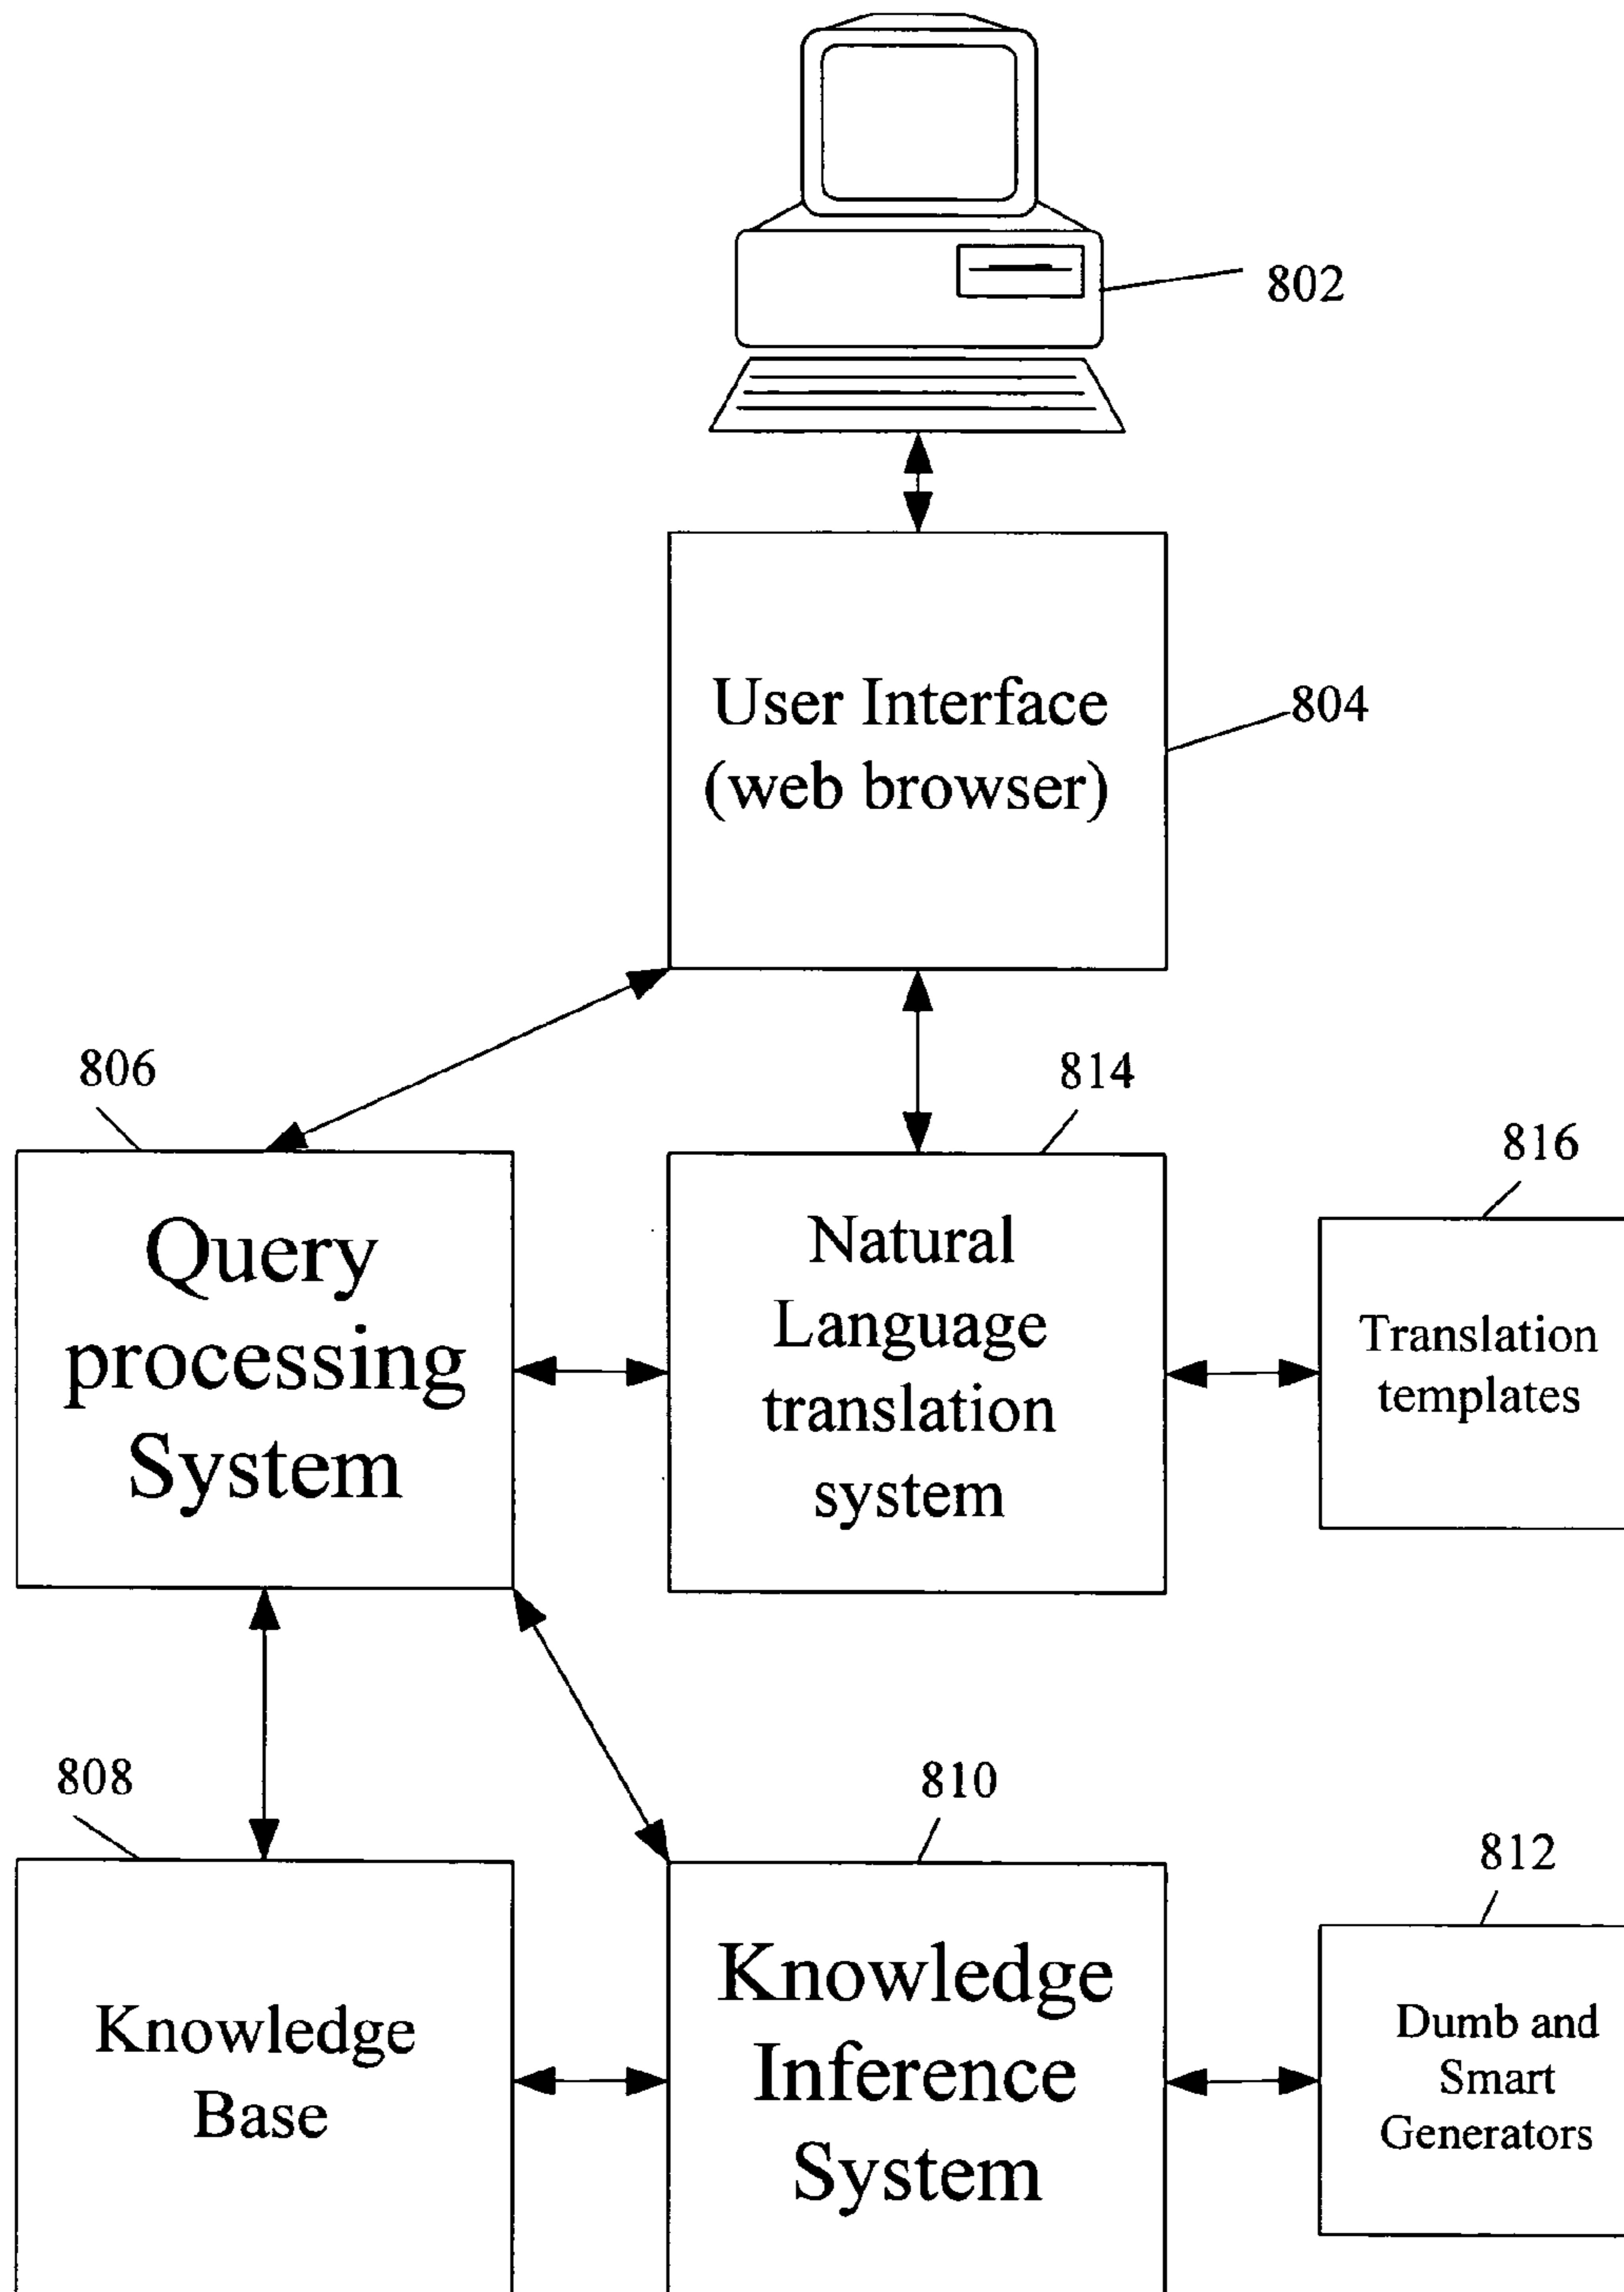 802
User Interface
(web browser)
804
806
814
816
Query
processing
System
Natural
Language
translation
system
Translation
templates
808
810
812
Knowledge
Base
Knowledge
Inference
System
Dumb and
Smart
Generators